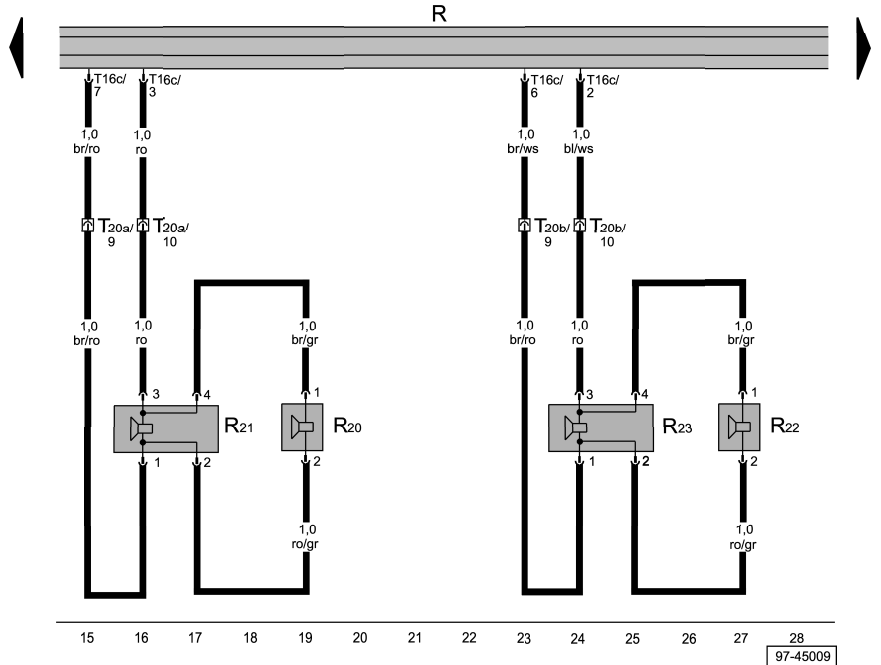 R
T16c/ T16c/ T16c/ T16c/
7 3 6 2
1,0 1,0 1,0 1,0
br/ro ro br/ws bl/ws
T20a/ T20a/ T20b/ T20b/
9 10 9 10
1,0 1,0 1,0 1,0 1,0 1,0
br/ro ro br/gr br/ro ro br/gr
3 4 1 3 4 1
R21 R20 R23 R22
1 2 2 1 2 2
1,0 1,0
ro/gr ro/gr
15 16 17 18 19 20 21 22 23 24 25 26 27 28
97-45009